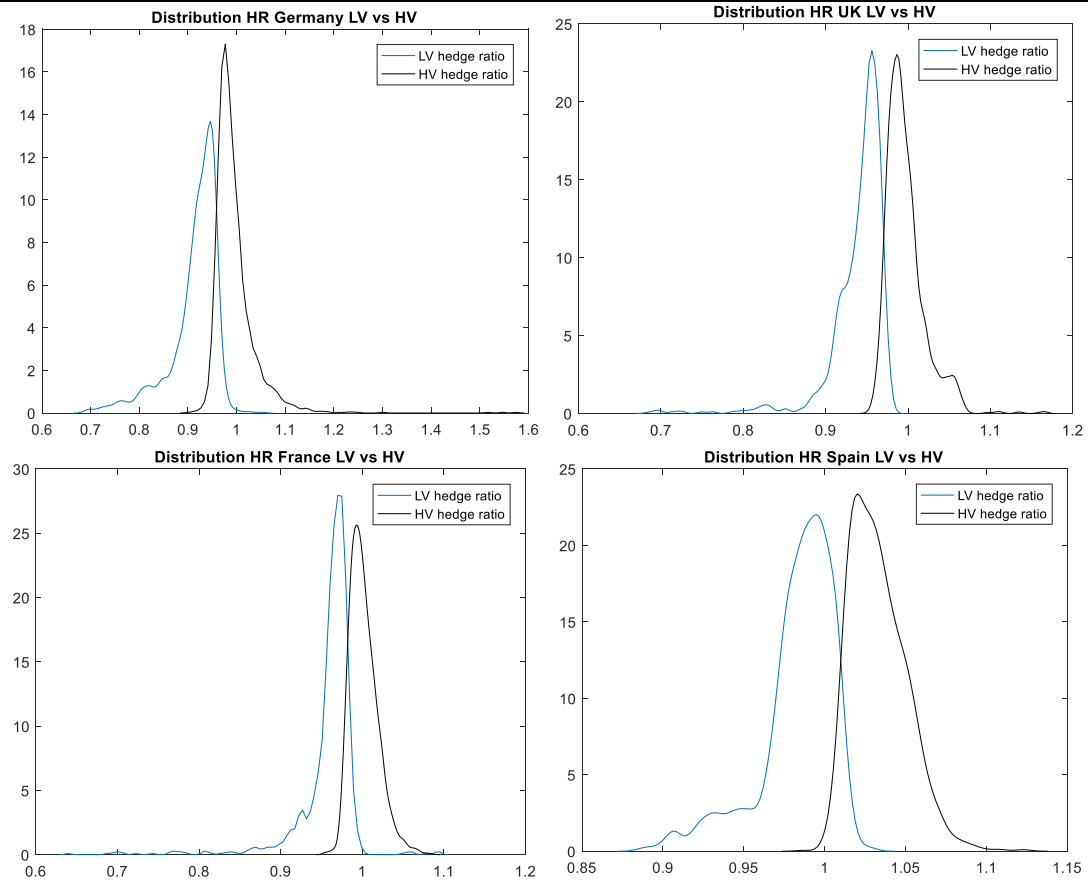 Distribution HR Germany LV vs HV
18
16
14
12
10
8
6
4
2
0
0.6 0.7 0.8 0.9 1 1.1 1.2 1.3 1.4 1.5 1.6
LV hedge ratio
HV hedge ratio
Distribution HR UK LV vs HV
25
20
15
10
5
0
0.6 0.7 0.8 0.9 1 1.1 1.2
LV hedge ratio
HV hedge ratio
Distribution HR France LV vs HV
30
25
20
15
10
5
0
0.6 0.7 0.8 0.9 1 1.1 1.2
LV hedge ratio
HV hedge ratio
Distribution HR Spain LV vs HV
25
20
15
10
5
0
0.85 0.9 0.95 1 1.05 1.1 1.15
LV hedge ratio
HV hedge ratio